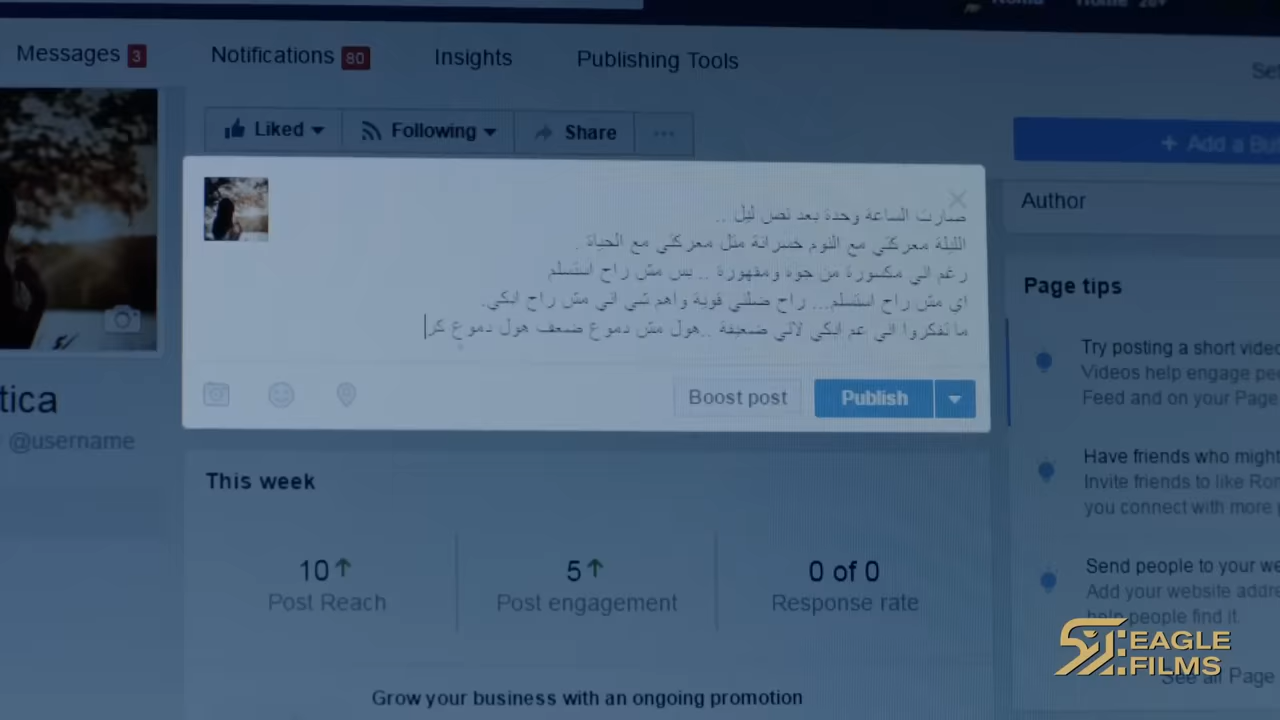 Messages 3
Notifications 80
Insights
Publishing Tools
Liked
Following
Share
...
صارت الساعة وحدة بعد نص ليل ..
الليلة معركتي مع النوم خسرانة مثل معركتي مع الحياة .
رغم اني مكسورة من جوه ومقهورة .. بس مش راح استسلم
اي مش راح استسلم... راح ضلني قوية واهم شي اني مش راح ابكي.
ما تفكروا اني عم ابكي لاني ضعيفة ..هول مش دموع ضعف هول دموع كر
Boost post
Publish
+ Add a
Author
Page tips
Try posting a short video
Videos help engage
Feed and on your Page
Have friends who might
Invite friends to like
you connect with more
Send people to your
Add your website
help people find it.
See all Page
tica
@username
This week
10
Post Reach
5
Post engagement
0 of 0
Response rate
Grow your business with an ongoing promotion
EAGLE
FILMS